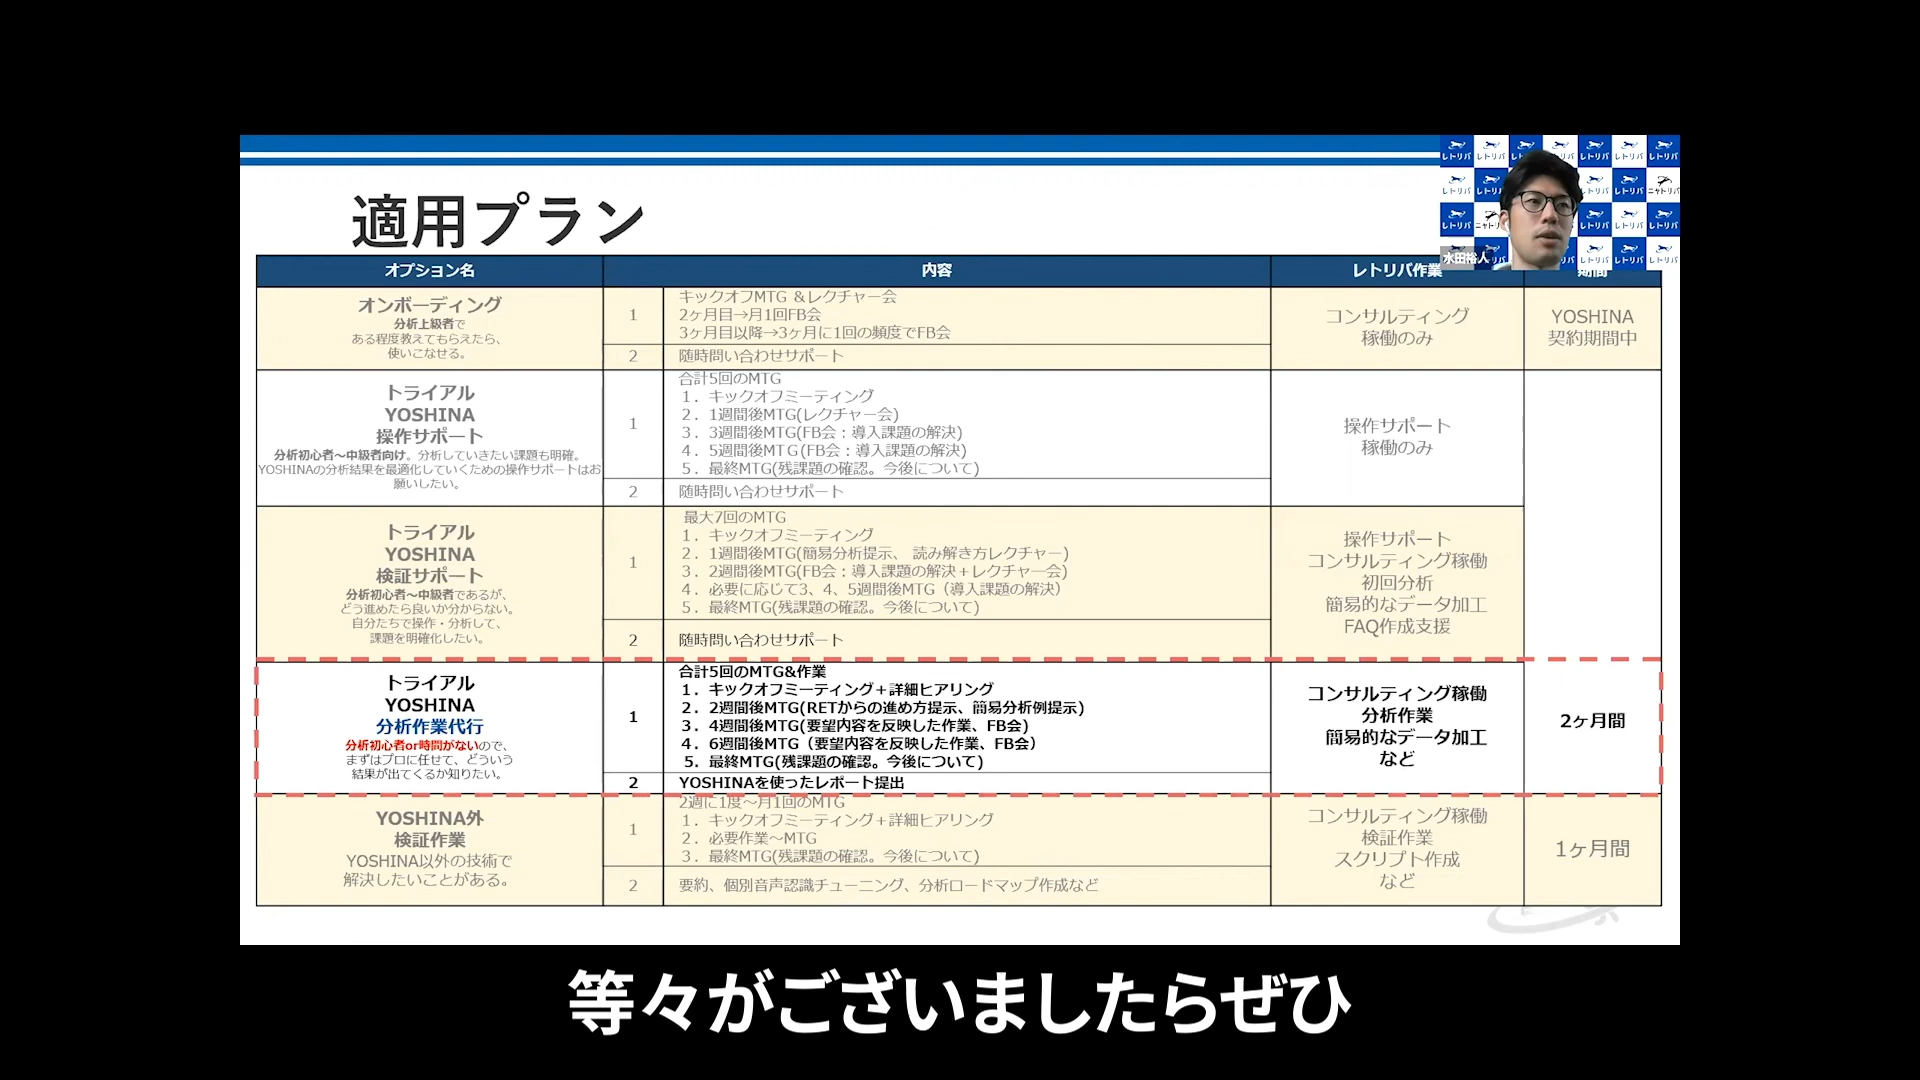 適用プラン
水田裕人
オプション名
内容
レトリバ作業
期間
オンボーディング
分析上級者で
ある程度教えてもらえたら、
使いこなせる。
1
キックオフMTG &レクチャー会
2ヶ月目→月1回FB会
3ヶ月目以降→3ヶ月に1回の頻度でFB会
2
随時問い合わせサポート
コンサルティング
稼働のみ
YOSHINA
契約期間中
トライアル
YOSHINA
操作サポート
分析初心者~中級者向け。分析していきたい課題も明確。
YOSHINAの分析結果を最適化していくための操作サポートはお
願いしたい。
1
合計5回のMTG
1．キックオフミーティング
2．1週間後MTG(レクチャー会)
3．3週間後MTG(FB会：導入課題の解決)
4．5週間後MTG(FB会：導入課題の解決)
5．最終MTG(残課題の確認。今後について)
2
随時問い合わせサポート
操作サポート
稼働のみ
トライアル
YOSHINA
検証サポート
分析初心者~中級者であるが、
どう進めたら良いか分からない。
自分たちで操作・分析して、
課題を明確化したい。
1
最大7回のMTG
1．キックオフミーティング
2．1週間後MTG(簡易分析提示、 読み解き方レクチャー)
3．2週間後MTG(FB会：導入課題の解決＋レクチャー会)
4．必要に応じて3、4、5週間後MTG（導入課題の解決）
5．最終MTG(残課題の確認。今後について)
2
随時問い合わせサポート
操作サポート
コンサルティング稼働
初回分析
簡易的なデータ加工
FAQ作成支援
トライアル
YOSHINA
分析作業代行
分析初心者or時間がないので、
まずはプロに任せて、どういう
結果が出てくるか知りたい。
1
合計5回のMTG&作業
1．キックオフミーティング＋詳細ヒアリング
2．2週間後MTG(RETからの進め方提示、簡易分析例提示)
3．4週間後MTG(要望内容を反映した作業、FB会)
4．6週間後MTG（要望内容を反映した作業、FB会）
5．最終MTG(残課題の確認。今後について)
2
YOSHINAを使ったレポート提出
コンサルティング稼働
分析作業
簡易的なデータ加工
など
2ヶ月間
YOSHINA外
検証作業
YOSHINA以外の技術で
解決したいことがある。
1
2週に1度～月1回のMTG
1．キックオフミーティング＋詳細ヒアリング
2．必要作業～MTG
3．最終MTG(残課題の確認。今後について)
2
要約、個別音声認識チューニング、分析ロードマップ作成など
コンサルティング稼働
検証作業
スクリプト作成
など
1ヶ月間
等々がございましたらぜひ